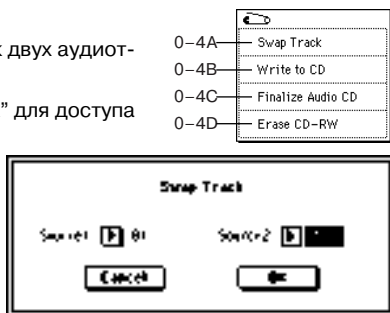 к двух аудиот-
” для доступа
0–4A Swap Track
0–4B Write to CD
0–4C Finalize Audio CD
0–4D Erase CD-RW
Swap Track
Source1 01 Source2
Cancel OK